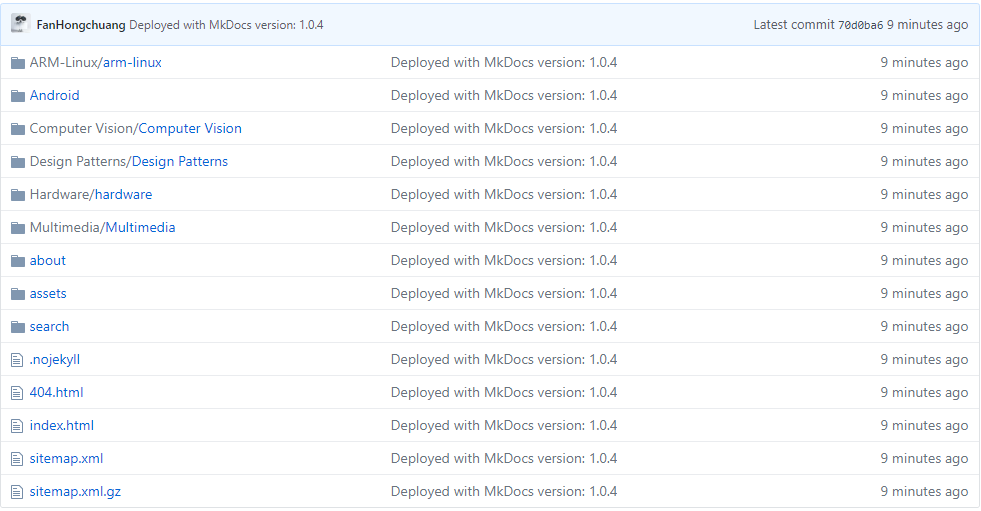 FanHongchuang Deployed with MkDocs version: 1.0.4 Latest commit 70d0ba6 9 minutes ago
ARM-Linux/arm-linux Deployed with MkDocs version: 1.0.4 9 minutes ago
Android Deployed with MkDocs version: 1.0.4 9 minutes ago
Computer Vision/Computer Vision Deployed with MkDocs version: 1.0.4 9 minutes ago
Design Patterns/Design Patterns Deployed with MkDocs version: 1.0.4 9 minutes ago
Hardware/hardware Deployed with MkDocs version: 1.0.4 9 minutes ago
Multimedia/Multimedia Deployed with MkDocs version: 1.0.4 9 minutes ago
about Deployed with MkDocs version: 1.0.4 9 minutes ago
assets Deployed with MkDocs version: 1.0.4 9 minutes ago
search Deployed with MkDocs version: 1.0.4 9 minutes ago
.nojekyll Deployed with MkDocs version: 1.0.4 9 minutes ago
404.html Deployed with MkDocs version: 1.0.4 9 minutes ago
index.html Deployed with MkDocs version: 1.0.4 9 minutes ago
sitemap.xml Deployed with MkDocs version: 1.0.4 9 minutes ago
sitemap.xml.gz Deployed with MkDocs version: 1.0.4 9 minutes ago